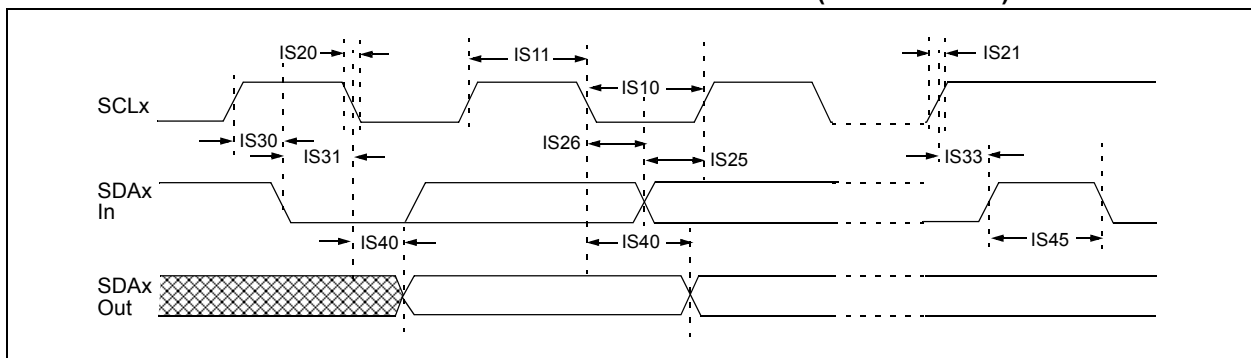 IS20
IS11
IS21
IS10
SCLx
IS30
IS31
IS26
IS25
IS33
SDAx
In
IS40
IS40
IS45
SDAx
Out